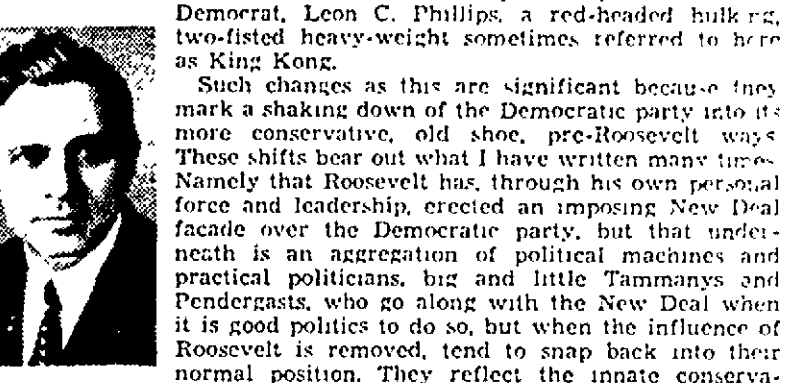 Democrat, Leon C. Phillips, a red-headed hulking,
two-fisted heavy-weight sometimes referred to here
as King Kong.
Such changes as this are significant because they
mark a shaking down of the Democratic party into its
more conservative, old shoe, pre-Roosevelt ways.
These shifts bear out what I have written many times.
Namely that Roosevelt has, through his own personal
force and leadership, erected an imposing New Deal
facade over the Democratic party, but that under-
neath is an aggregation of political machines and
practical politicians, big and little Tammanys and
Pendergasts, who go along with the New Deal when
it is good politics to do so, but when the influence of
Roosevelt is removed, tend to snap back into their
normal position. They reflect the innate conserva-